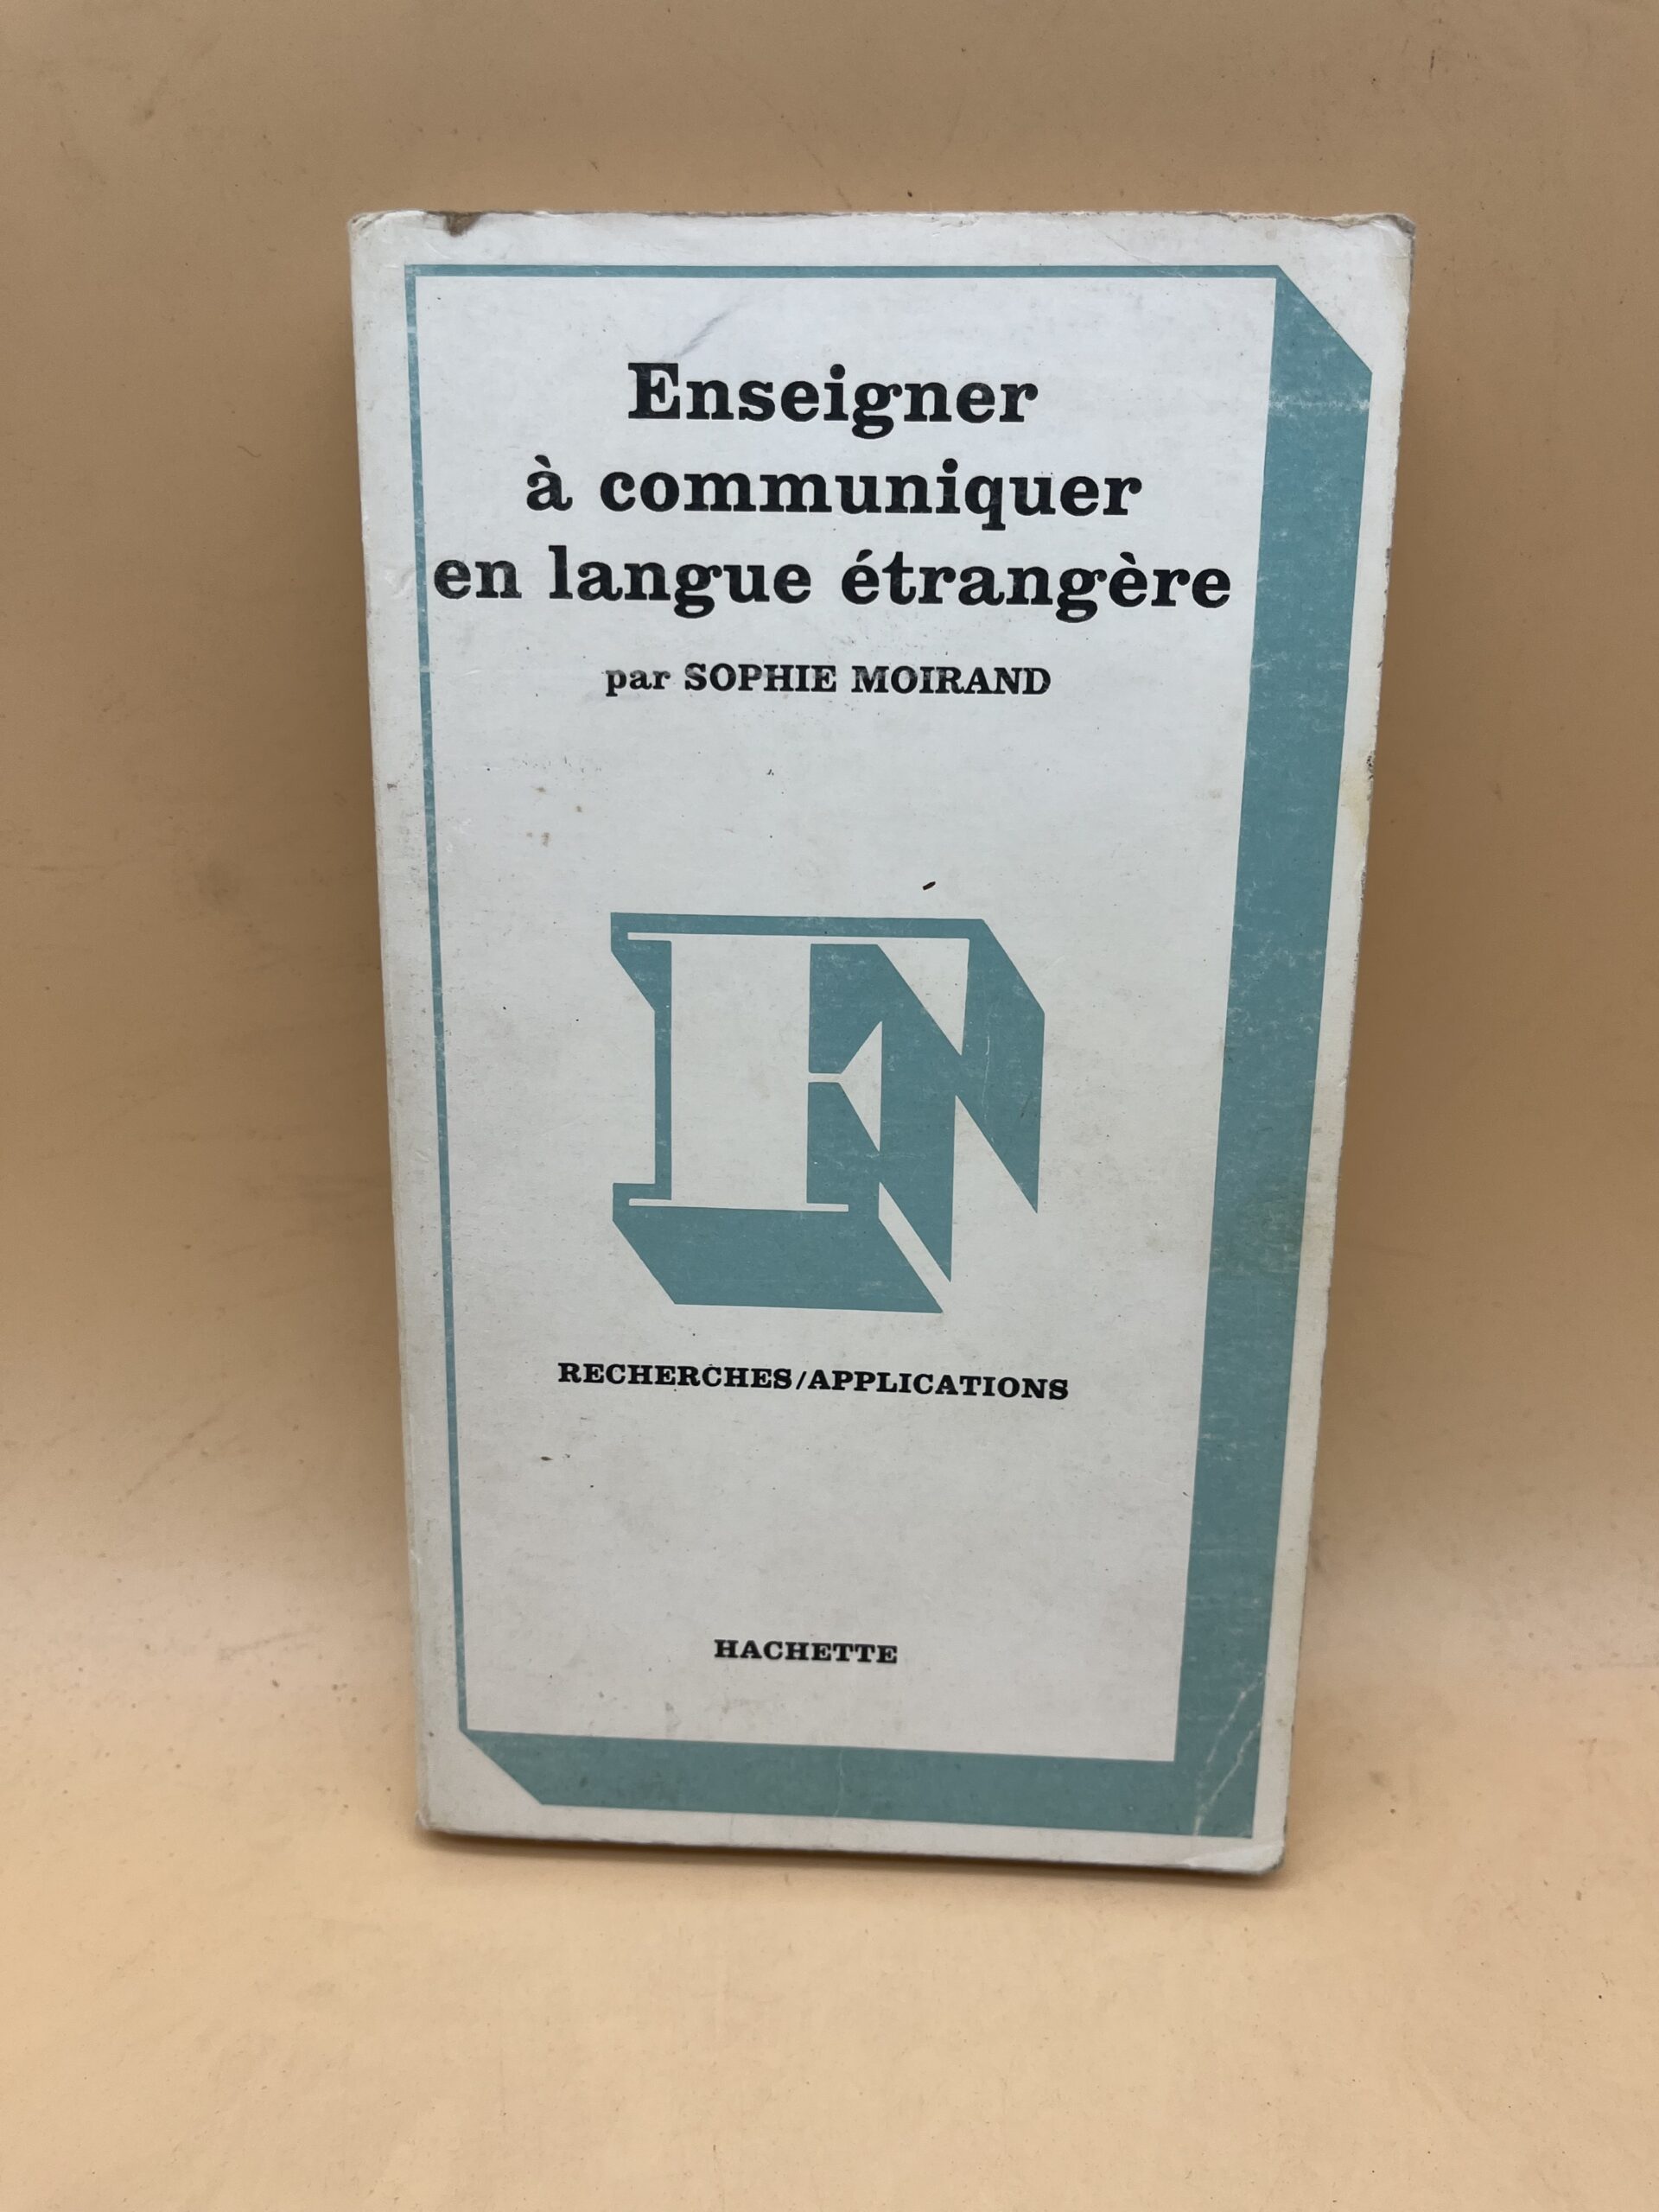 Enseigner
à communiquer
en langue étrangère
par SOPHIE MOIRAND
F
RECHERCHES/APPLICATIONS
HACHETTE